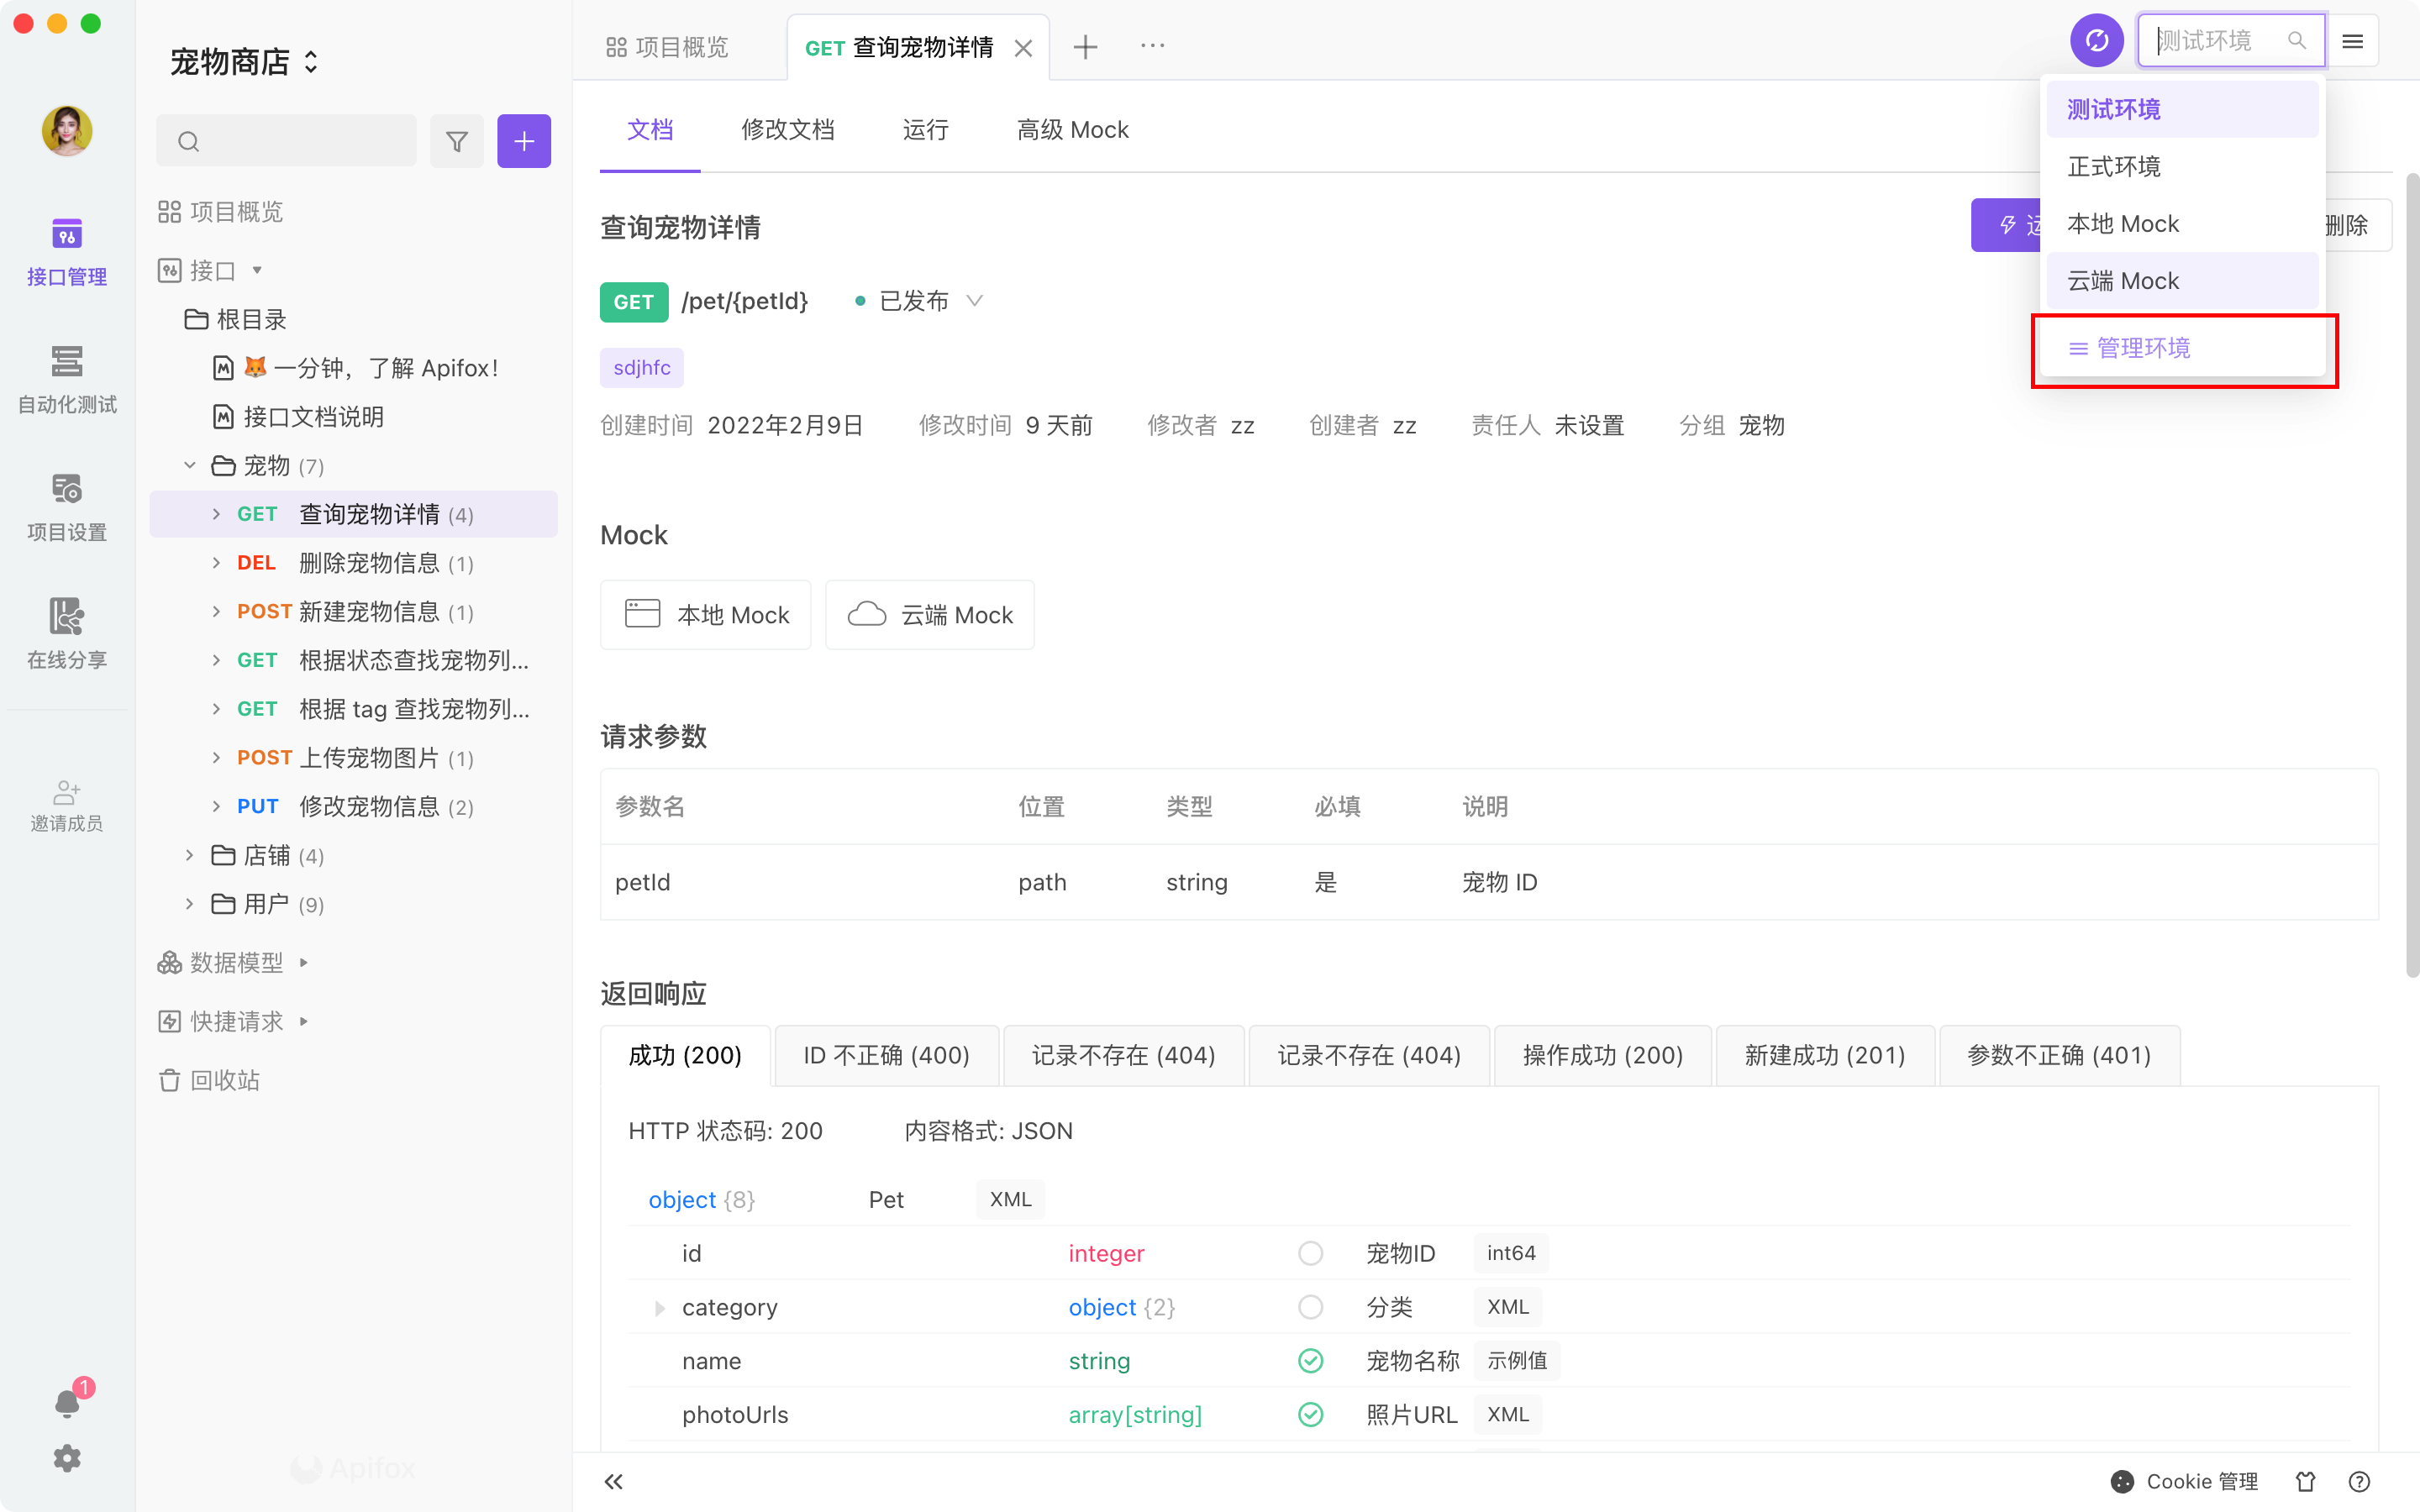 宠物商店
项目概览
GET 查询宠物详情
测试环境
接口管理
自动化测试
项目设置
在线分享
邀请成员
1
项目概览
接口
根目录
🦊 一分钟，了解 Apifox！
接口文档说明
宠物 (7)
GET 查询宠物详情 (4)
DEL 删除宠物信息 (1)
POST 新建宠物信息 (1)
GET 根据状态查找宠物列...
GET 根据 tag 查找宠物列...
POST 上传宠物图片 (1)
PUT 修改宠物信息 (2)
店铺 (4)
用户 (9)
数据模型
快捷请求
回收站
Apifox
文档 修改文档 运行 高级 Mock
测试环境
正式环境
本地 Mock
云端 Mock
管理环境
查询宠物详情
删除
GET /pet/{petId} 已发布
sdjhfc
创建时间 2022年2月9日 修改时间 9 天前 修改者 zz 创建者 zz 责任人 未设置 分组 宠物
Mock
本地 Mock 云端 Mock
请求参数
参数名 位置 类型 必填 说明
petId path string 是 宠物 ID
返回响应
成功 (200) ID 不正确 (400) 记录不存在 (404) 记录不存在 (404) 操作成功 (200) 新建成功 (201) 参数不正确 (401)
HTTP 状态码: 200 内容格式: JSON
object {8} Pet XML
id integer 宠物ID int64
category object {2} 分类 XML
name string 宠物名称 示例值
photoUrls array[string] 照片URL XML
Cookie 管理